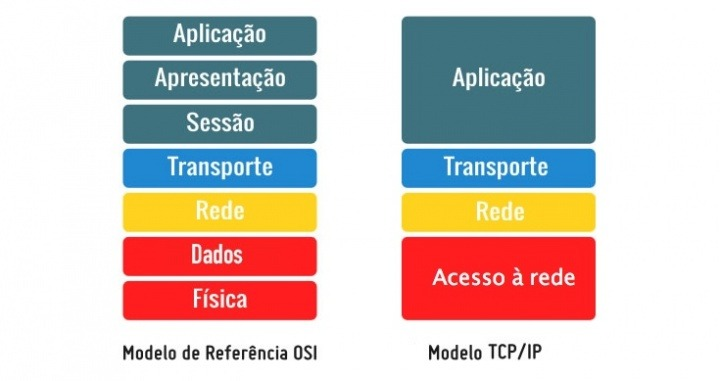 Aplicação
Apresentação
Sessão
Transporte
Rede
Dados
Física
Modelo de Referência OSI
Aplicação
Transporte
Rede
Acesso à rede
Modelo TCP/IP